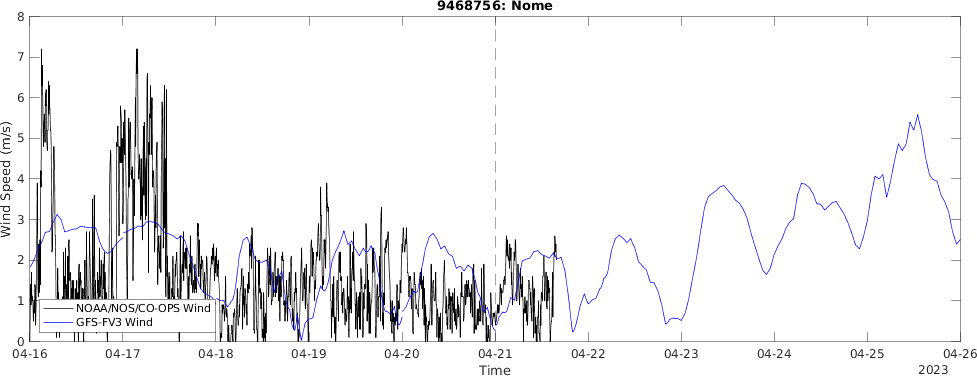 9468756: Nome
Wind Speed (m/s)
8
7
6
5
4
3
2
1
0
NOAA/NOS/CO-OPS Wind
GFS-FV3 Wind
04-16 04-17 04-18 04-19 04-20 04-21 04-22 04-23 04-24 04-25 04-26
Time
2023